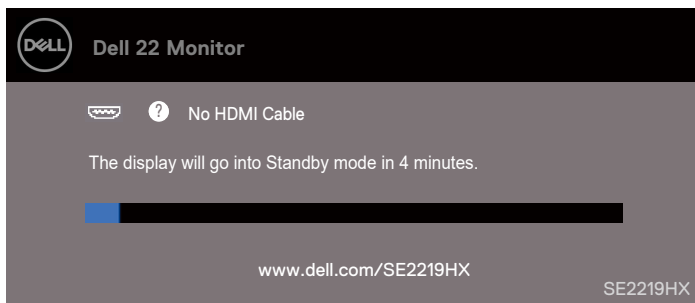 DELL
Dell 22 Monitor
? No HDMI Cable
The display will go into Standby mode in 4 minutes.
www.dell.com/SE2219HX
SE2219HX